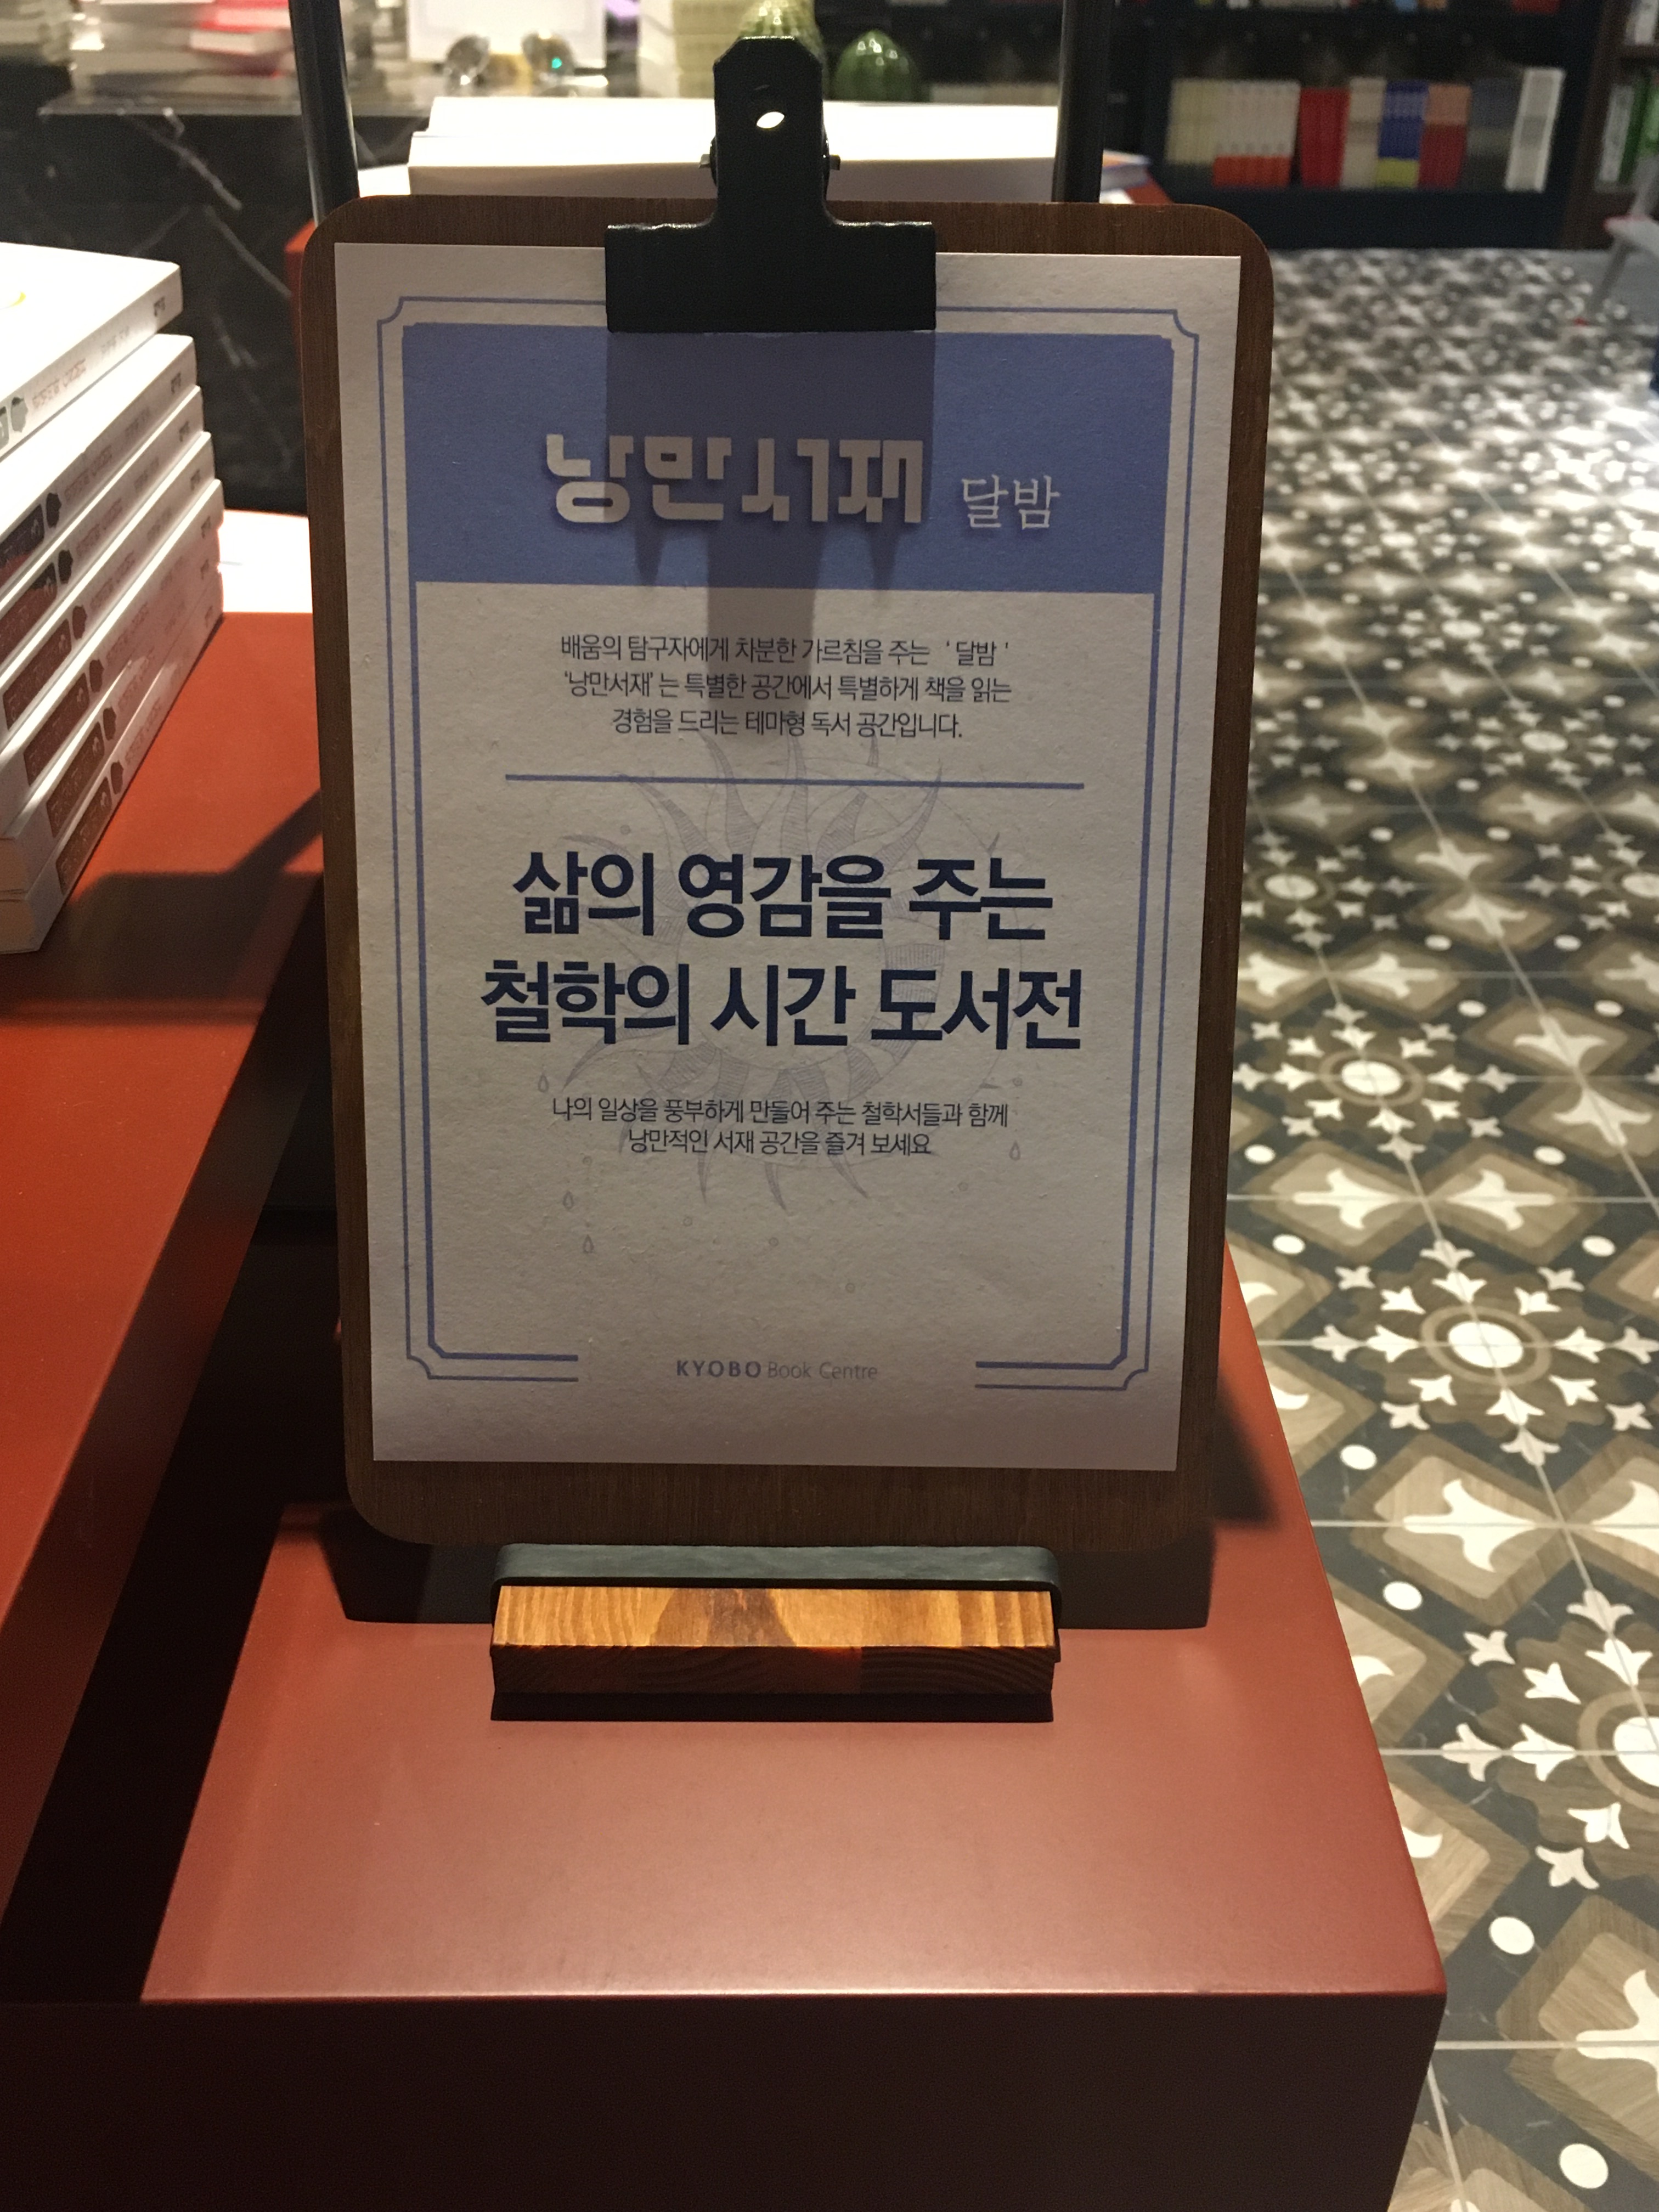 낭만서재 달밤
배움의 탐구자에게 차분한 가르침을 주는 ' 달밤 '
'낭만서재' 는 특별한 공간에서 특별하게 책을 읽는
경험을 드리는 테마형 독서 공간입니다.
삶의 영감을 주는
철학의 시간 도서전
나의 일상을 풍부하게 만들어 주는 철학서들과 함께
낭만적인 서재 공간을 즐겨 보세요
KYOBO Book Centre